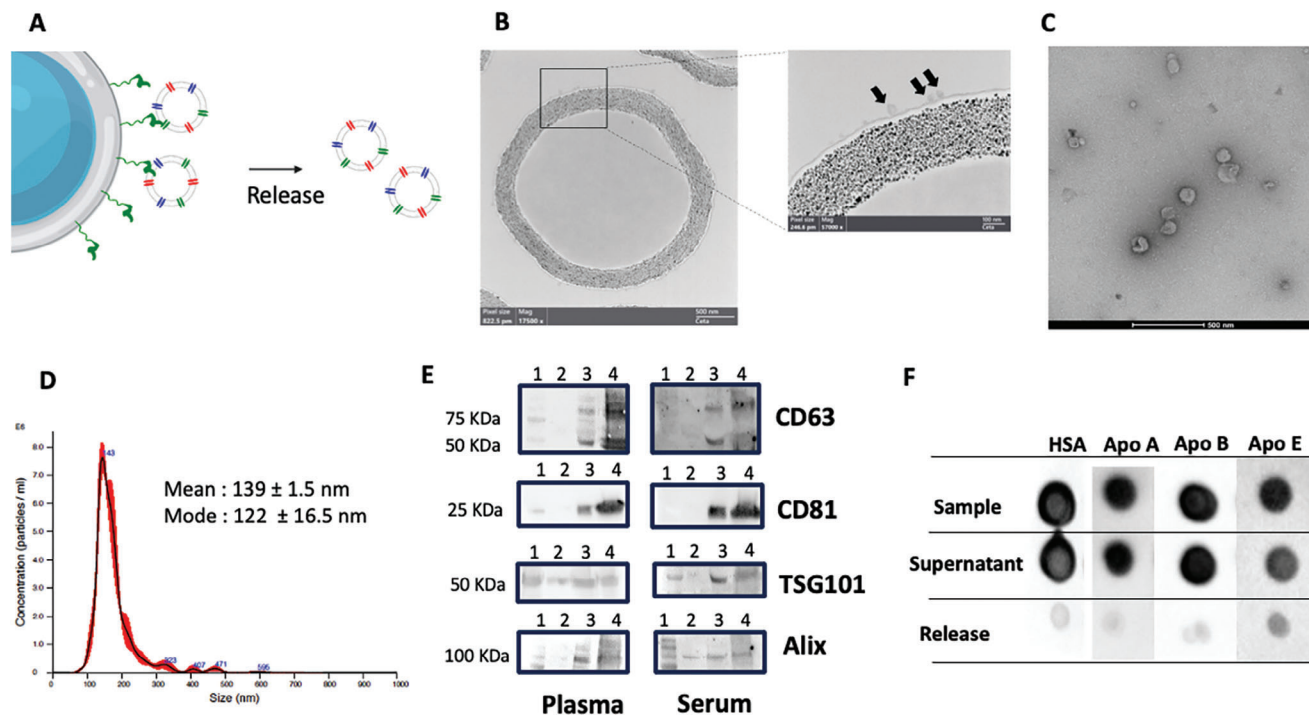 A
Release
B
Pixel size Mag
822.5 pm 17500 x
500 nm
Ceta
Pixel size Mag
246.6 pm 57000 x
100 nm
Ceta
C
500 nm
D
E6
Concentration (particles / ml)
8.0
7.0
6.0
5.0
4.0
3.0
2.0
1.0
0
143
323
407
471
595
Mean : 139 ± 1.5 nm
Mode : 122 ± 16.5 nm
0 100 200 300 400 500 600 700 800 900 1000
Size (nm)
E
1 2 3 4 1 2 3 4
75 KDa
50 KDa
CD63
1 2 3 4 1 2 3 4
25 KDa
CD81
1 2 3 4 1 2 3 4
50 KDa
TSG101
1 2 3 4 1 2 3 4
100 KDa
Alix
Plasma Serum
F
HSA Apo A Apo B Apo E
Sample
Supernatant
Release